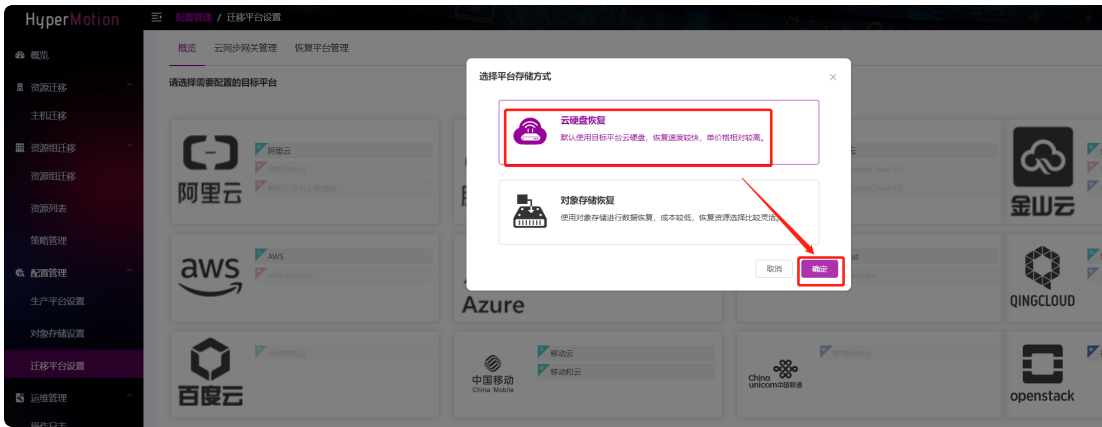 HyperMotion
配置管理 / 迁移平台设置
概览
资源迁移
主机迁移
资源组迁移
资源组迁移
资源列表
策略管理
配置管理
生产平台设置
对象存储设置
迁移平台设置
运维管理
操作日志
概览 云同步网关管理 恢复平台管理
请选择需要配置的目标平台
阿里云
阿里云
选择平台存储方式
×
云硬盘恢复
默认使用目标平台云硬盘，恢复速度较快，单价格相对较高。
对象存储恢复
使用对象存储进行数据恢复，成本较低，恢复资源选择比较灵活。
取消 确定
金山云
aws
AWS
AWS Outposts
Azure
QINGCLOUD
百度云
中国移动
China Mobile
移动云
移动和云
China
unicom中国联通
openstack